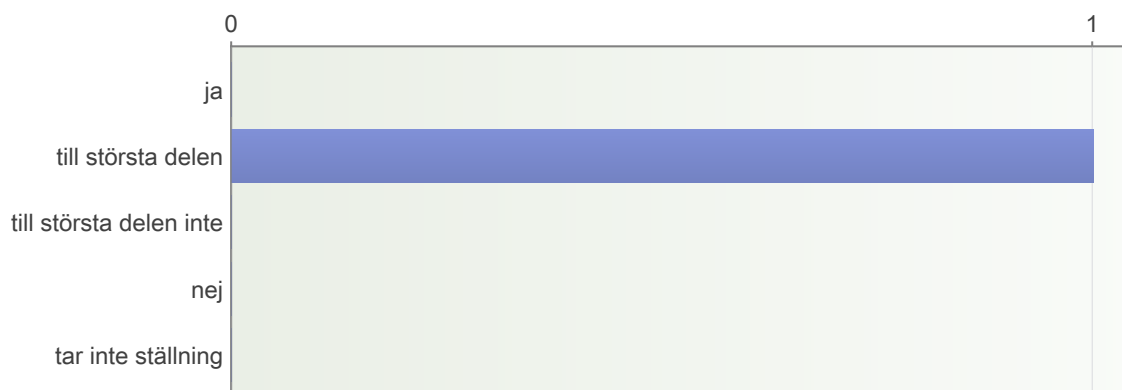 0 1
ja
till största delen
till största delen inte
nej
tar inte ställning